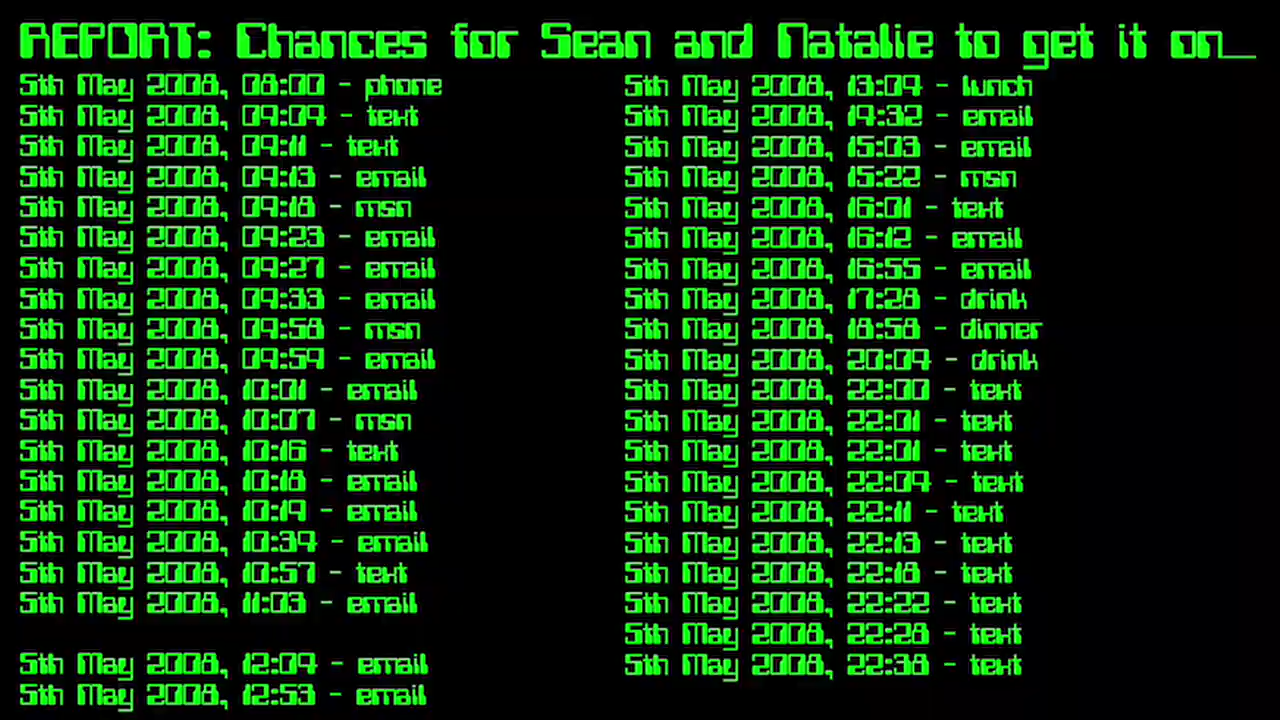 REPORT: Chances for Sean and Natalie to get it on_
5th May 2008, 08:00 - phone
5th May 2008, 09:04 - text
5th May 2008, 09:11 - text
5th May 2008, 09:13 - email
5th May 2008, 09:18 - msn
5th May 2008, 09:23 - email
5th May 2008, 09:27 - email
5th May 2008, 09:33 - email
5th May 2008, 09:58 - msn
5th May 2008, 09:59 - email
5th May 2008, 10:01 - email
5th May 2008, 10:07 - msn
5th May 2008, 10:16 - text
5th May 2008, 10:18 - email
5th May 2008, 10:19 - email
5th May 2008, 10:34 - email
5th May 2008, 10:57 - text
5th May 2008, 11:03 - email
5th May 2008, 12:04 - email
5th May 2008, 12:53 - email
5th May 2008, 13:04 - lunch
5th May 2008, 14:32 - email
5th May 2008, 15:03 - email
5th May 2008, 15:22 - msn
5th May 2008, 16:01 - text
5th May 2008, 16:12 - email
5th May 2008, 16:55 - email
5th May 2008, 17:28 - drink
5th May 2008, 18:58 - dinner
5th May 2008, 20:04 - drink
5th May 2008, 22:00 - text
5th May 2008, 22:01 - text
5th May 2008, 22:01 - text
5th May 2008, 22:04 - text
5th May 2008, 22:11 - text
5th May 2008, 22:13 - text
5th May 2008, 22:18 - text
5th May 2008, 22:22 - text
5th May 2008, 22:28 - text
5th May 2008, 22:38 - text